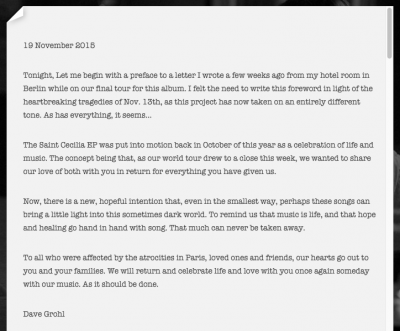 19 November 2015
Tonight, Let me begin with a preface to a letter I wrote a few weeks ago from my hotel room in
Berlin while on our final tour for this album. I felt the need to write this foreword in light of the
heartbreaking tragedies of Nov. 13th, as this project has now taken on an entirely different
tone. As has everything, it seems...
The Saint Cecilia EP was put into motion back in October of this year as a celebration of life and
music. The concept being that, as our world tour drew to a close this week, we wanted to share
our love of both with you in return for everything you have given us.
Now, there is a new, hopeful intention that, even in the smallest way, perhaps these songs can
bring a little light into this sometimes dark world. To remind us that music is life, and that hope
and healing go hand in hand with song. That much can never be taken away.
To all who were affected by the atrocities in Paris, loved ones and friends, our hearts go out to
you and your families. We will return and celebrate life and love with you once again someday
with our music. As it should be done.
Dave Grohl